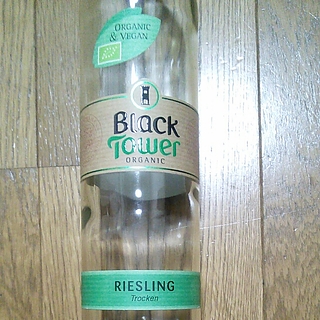 ORGANIC
& VEGAN
Black
Tower
ORGANIC
RIESLING
Trocken